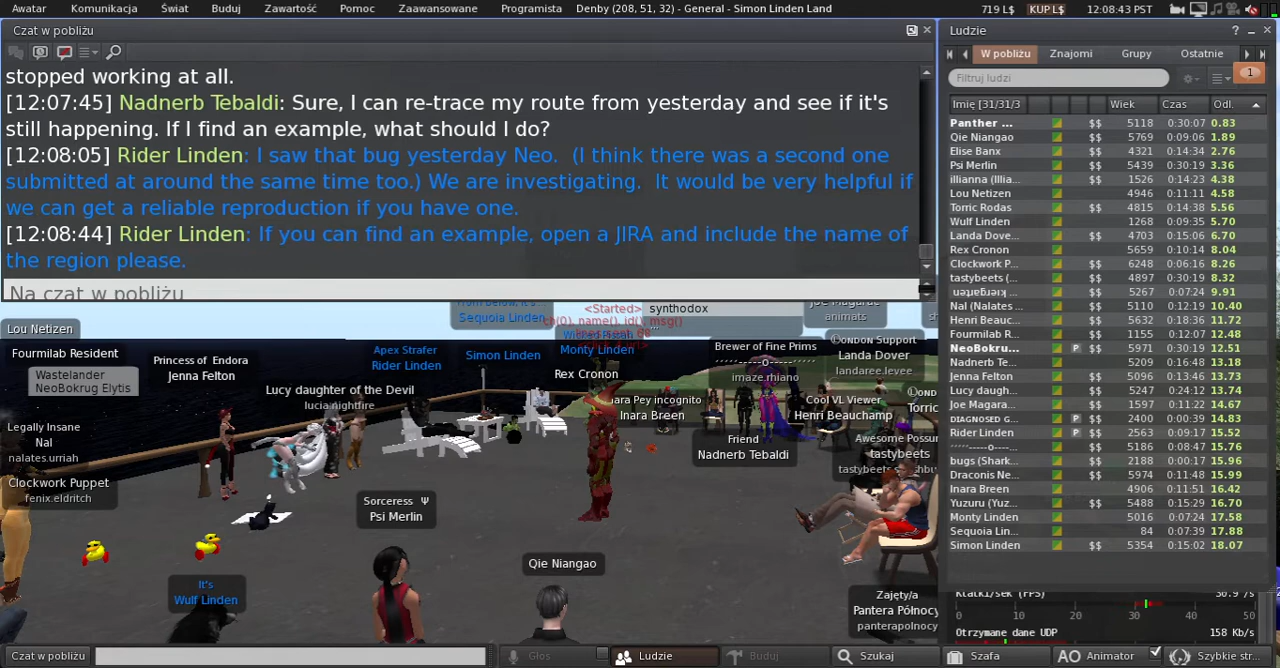 Awatar Komunikacja Świat Buduj Zawartość Pomoc Zaawansowane Programista Denby (208, 51, 32) - General - Simon Linden Land 719 L$ KUP L$ 12:08:43 PST
Czat w pobliżu
stopped working at all.
[12:07:45] Nadnerb Tebaldi: Sure, I can re-trace my route from yesterday and see if it's
still happening. If I find an example, what should I do?
[12:08:05] Rider Linden: I saw that bug yesterday Neo. (I think there was a second one
submitted at around the same time too.) We are investigating. It would be very helpful if
we can get a reliable reproduction if you have one.
[12:08:44] Rider Linden: If you can find an example, open a JIRA and include the name of
the region please.
Na czat w pobliżu
Ludzie
W pobliżu Znajomi Grupy Ostatnie
Filtruj ludzi 1
Imię [31/31/3 Wiek Czas Odl.
Panther ... $$ 5118 0:30:07 0.83
Qie Niangao $$ 5769 0:09:06 1.89
Elise Banx $$ 4321 0:14:34 2.76
Psi Merlin $$ 5439 0:30:19 3.36
illianna (Illia... $$ 1526 0:14:23 4.38
Lou Netizen 4946 0:11:11 4.58
Torric Rodas $$ 4815 0:14:38 5.56
Wulf Linden 1268 0:09:35 5.70
Landa Dove... $$ 4703 0:15:06 6.70
Rex Cronon 5659 0:10:14 8.04
Clockwork P... $$ 6248 0:06:16 8.26
tastybeets ( $$ 4897 0:30:19 8.32
$$ 5267 0:07:24 9.91
Nal (Nalates $$ 5110 0:12:19 10.40
Henri Beauc... $$ 5632 0:18:36 11.72
Fourmilab R... $$ 1155 0:12:07 12.48
NeoBokru... P $$ 5971 0:30:19 12.51
Nadnerb Te... 5209 0:16:48 13.18
Jenna Felton $$ 5096 0:13:46 13.73
Lucy daugh... $$ 5247 0:24:12 13.74
Joe Magara... $$ 1597 0:11:22 14.67
DIAGNOSED G... P $$ 2400 0:00:39 14.83
Rider Linden P $$ 2563 0:09:17 15.52
$$ 5186 0:08:47 15.76
bugs (Shark... $$ 2188 0:00:17 15.96
Draconis Ne... $$ 5974 0:11:48 15.99
Inara Breen 4906 0:11:51 16.42
Yuzuru (Yuz... $$ 5488 0:15:29 16.70
Monty Linden 5016 0:07:24 17.58
Sequoia Lin... 84 0:07:39 17.88
Simon Linden $$ 5354 0:15:02 18.07
Klatki/sek (FPS) 30.9 /s
0 10 20 30 40 50
Otrzymane dane UDP 158 Kb/s
Sequoia Linden
<Started>
synthodox
animats
Lou Netizen
Fourmilab Resident
Wastelander
NeoBokrug Elytis
Princess of Endora
Jenna Felton
Apex Strafer
Rider Linden
Simon Linden
Monty Linden
Rex Cronon
Brewer of Fine Prims
imaze.rhiano
LONDON SUPPORT
Landa Dover
landaree.levee
Lucy daughter of the Devil
lucia.nightfire
Inara Pey incognito
Inara Breen
Cool VL Viewer
Henri Beauchamp
Torric
Legally Insane
Nal
nalates.urriah
Friend
Nadnerb Tebaldi
Awesome Possum
tastybeets
Clockwork Puppet
fenix.eldritch
Sorceress Ψ
Psi Merlin
Qie Niangao
It's
Wulf Linden
Zajęty/a
Pantera Północy
panterapolnocy
Czat w pobliżu Głos Ludzie Buduj Szukaj Szafa AO Animator Szybkie str...